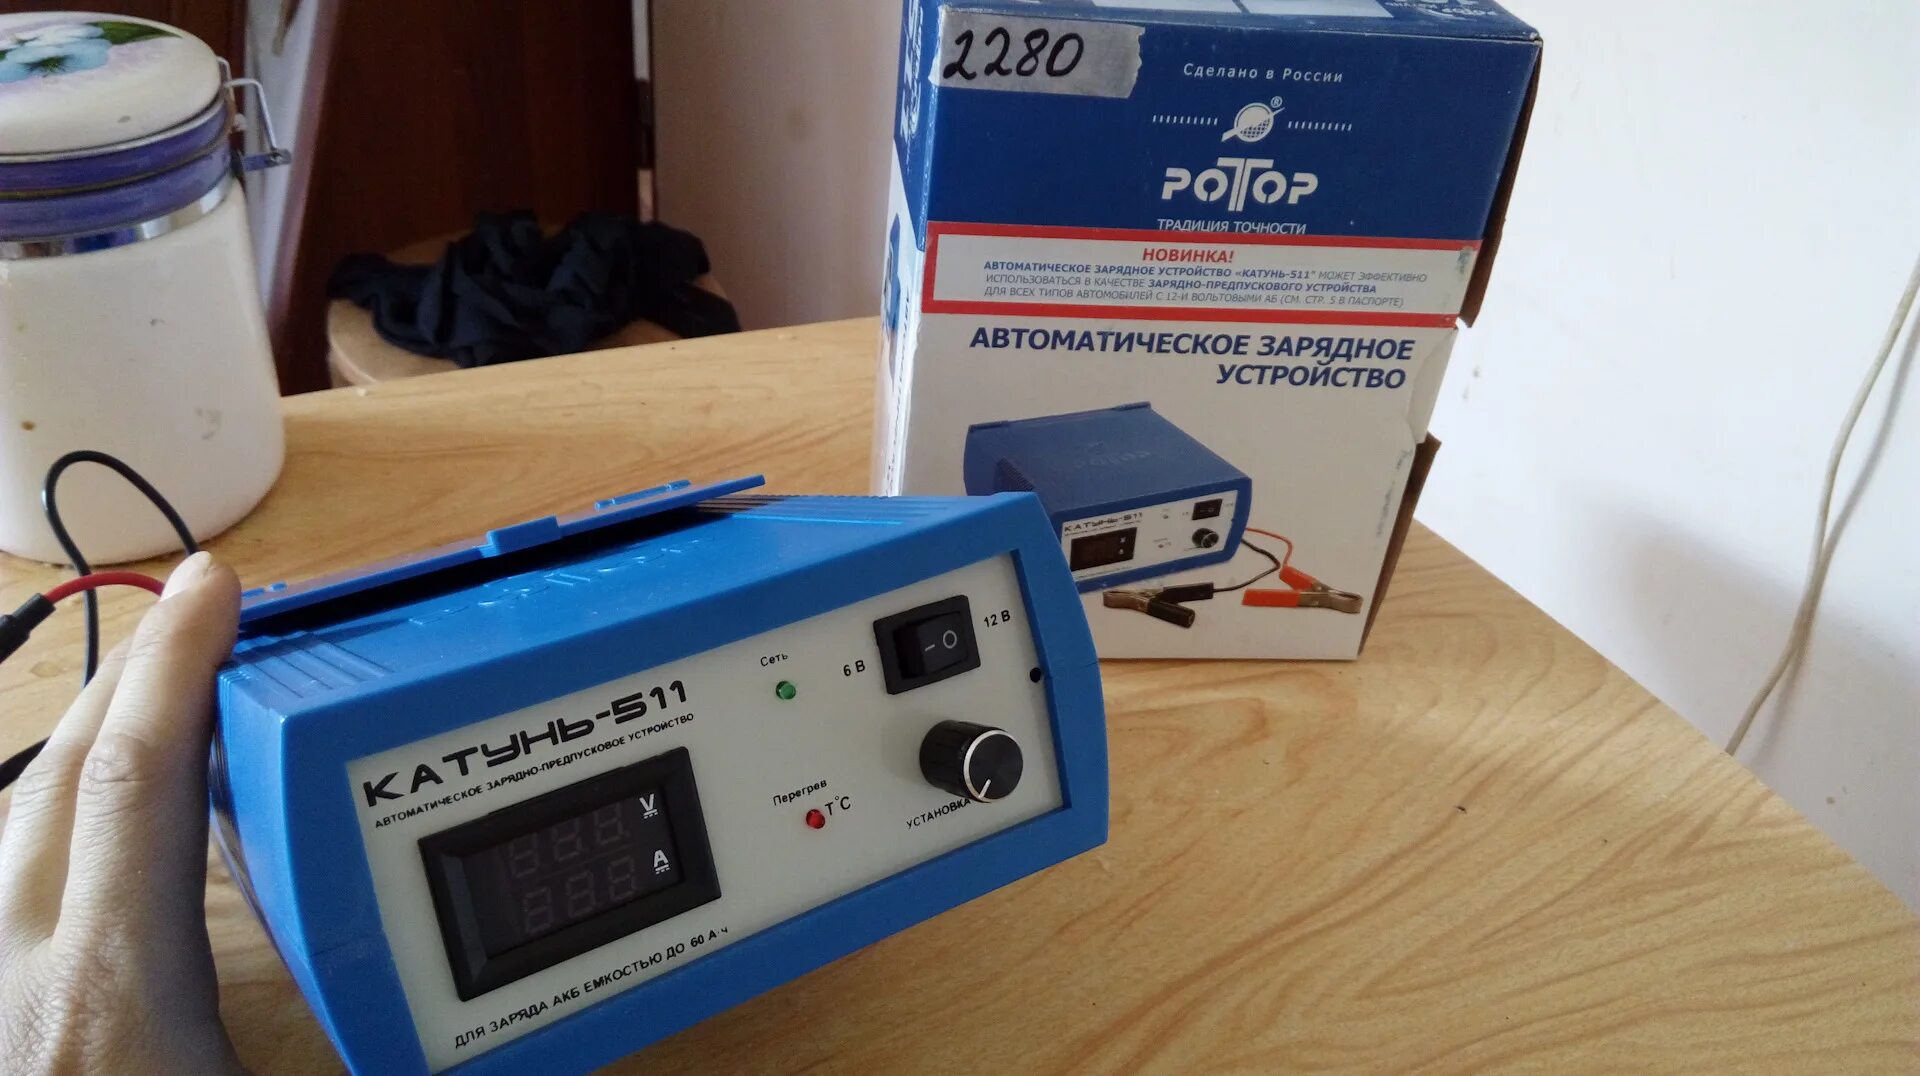 2280
Сделано в России
®
РОТОР
ТРАДИЦИЯ ТОЧНОСТИ
НОВИНКА!
АВТОМАТИЧЕСКОЕ ЗАРЯДНОЕ УСТРОЙСТВО «КАТУНЬ-511" МОЖЕТ ЭФФЕКТИВНО
ИСПОЛЬЗОВАТЬСЯ В КАЧЕСТВЕ ЗАРЯДНО-ПРЕДПУСКОВОГО УСТРОЙСТВА
ДЛЯ ВСЕХ ТИПОВ АВТОМОБИЛЕЙ С 12-И ВОЛЬТОВЫМИ АБ (СМ. СТР. 5 В ПАСПОРТЕ)
АВТОМАТИЧЕСКОЕ ЗАРЯДНОЕ
УСТРОЙСТВО
КАТУНЬ-511
V
A
КАТУНЬ-511
АВТОМАТИЧЕСКОЕ ЗАРЯДНО-ПРЕДПУСКОВОЕ УСТРОЙСТВО
V
A
ДЛЯ ЗАРЯДА АКБ ЕМКОСТЬЮ ДО 60 А·ч
Сеть
6 В
12 В
Перегрев
T°C
УСТАНОВКА